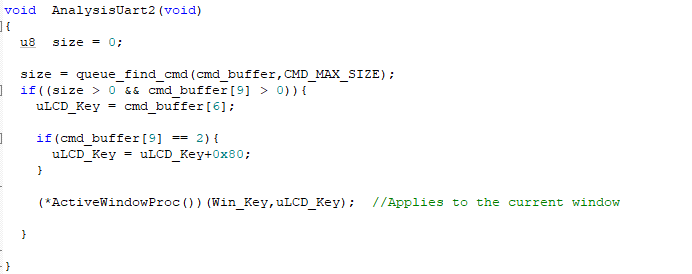 void  AnalysisUart2(void)
{
u8  size = 0;
size = queue_find_cmd(cmd_buffer,CMD_MAX_SIZE);
if((size > 0 && cmd_buffer[9] > 0)){
uLCD_Key = cmd_buffer[6];
if(cmd_buffer[9] == 2){
uLCD_Key = uLCD_Key+0x80;
}
(*ActiveWindowProc())(Win_Key,uLCD_Key);  //Applies to the current window
}
}